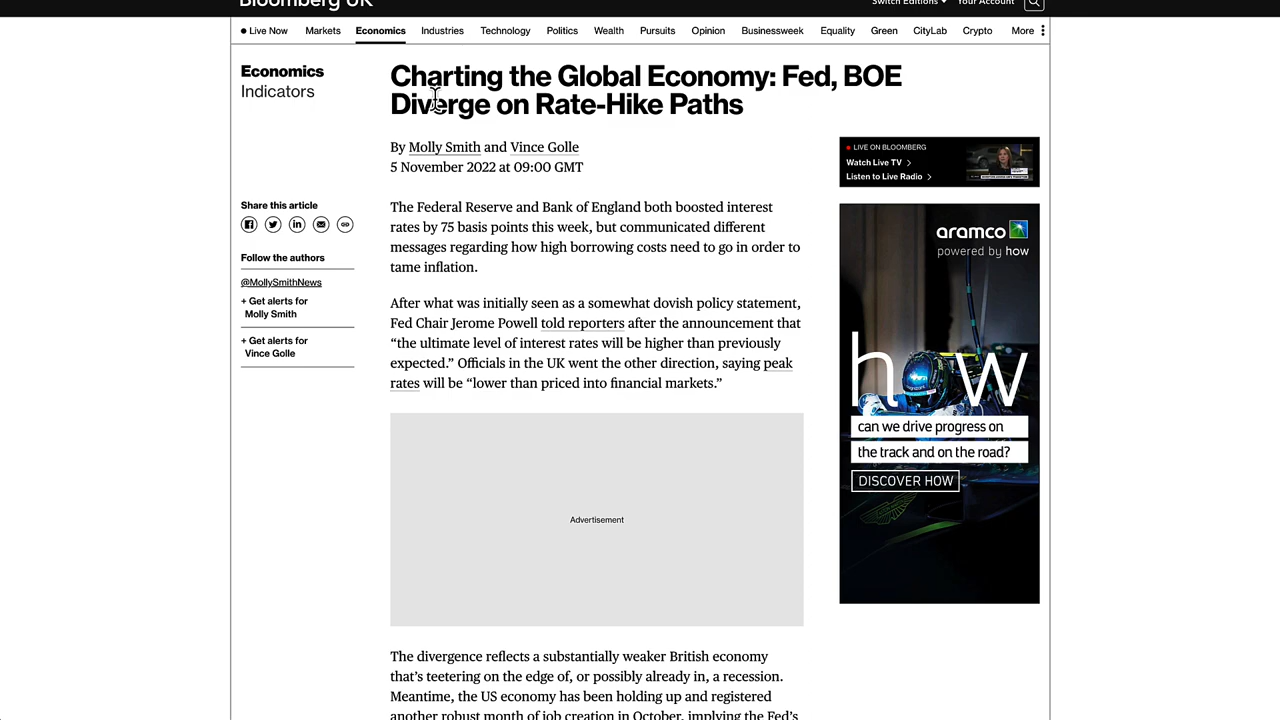 Bloomberg UK
Switch Editions
Your Account
Live Now
Markets
Economics
Industries
Technology
Politics
Wealth
Pursuits
Opinion
Businessweek
Equality
Green
CityLab
Crypto
More
Economics
Indicators
Charting the Global Economy: Fed, BOE
Diverge on Rate-Hike Paths
By Molly Smith and Vince Golle
5 November 2022 at 09:00 GMT
Share this article
Follow the authors
@MollySmithNews
+ Get alerts for
Molly Smith
+ Get alerts for
Vince Golle
The Federal Reserve and Bank of England both boosted interest
rates by 75 basis points this week, but communicated different
messages regarding how high borrowing costs need to go in order to
tame inflation.
After what was initially seen as a somewhat dovish policy statement,
Fed Chair Jerome Powell told reporters after the announcement that
“the ultimate level of interest rates will be higher than previously
expected.” Officials in the UK went the other direction, saying peak
rates will be “lower than priced into financial markets.”
Advertisement
The divergence reflects a substantially weaker British economy
that’s teetering on the edge of, or possibly already in, a recession.
Meantime, the US economy has been holding up and registered
another robust month of job creation in October, implying the Fed’s
LIVE ON BLOOMBERG
Watch Live TV
Listen to Live Radio
aramco
powered by how
how
can we drive progress on
the track and on the road?
DISCOVER HOW